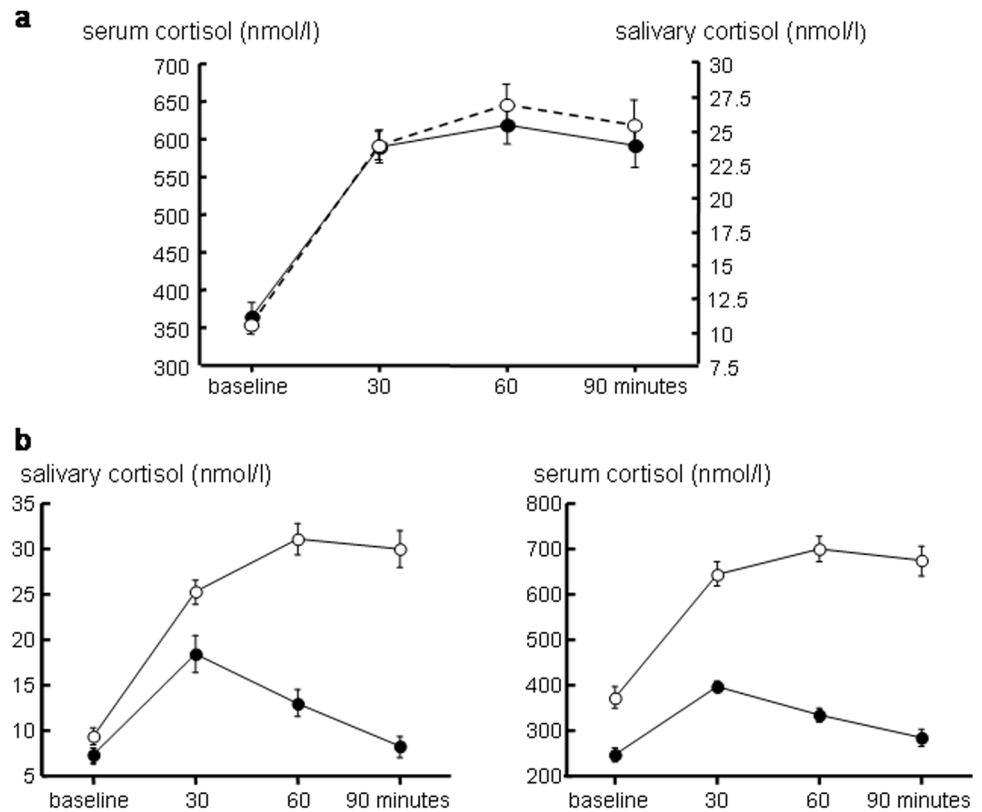 a
serum cortisol (nmol/l) salivary cortisol (nmol/l)
700 30
650 27.5
600 25
550 22.5
500 20
450 17.5
400 15
350 12.5
300 10
7.5
baseline 30 60 90 minutes
b
salivary cortisol (nmol/l) serum cortisol (nmol/l)
35 800
30 700
25 600
20 500
15 400
10 300
5 200
baseline 30 60 90 minutes baseline 30 60 90 minutes